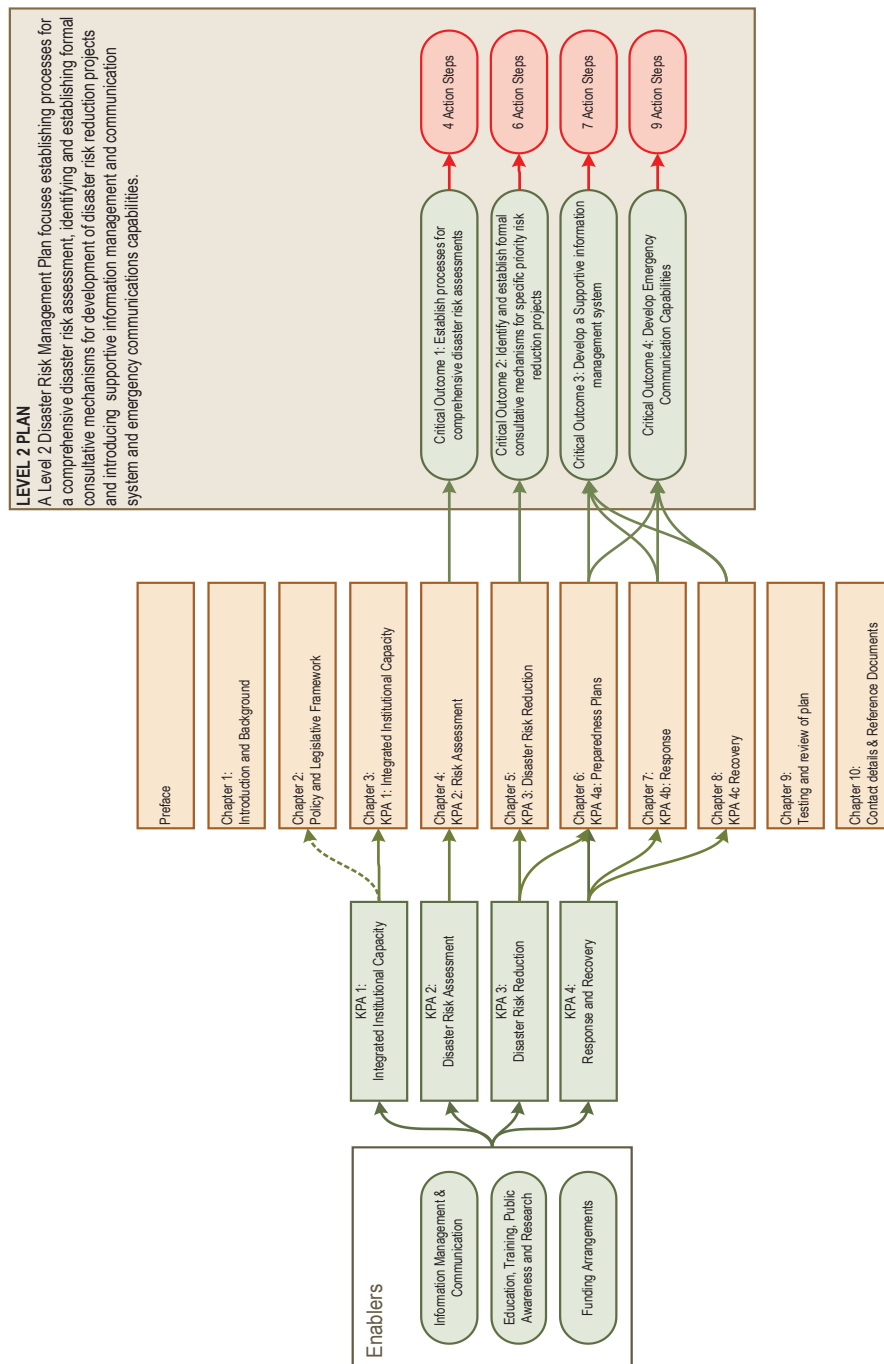 LEVEL 2 PLAN
A Level 2 Disaster Risk Management Plan focuses establishing processes for
a comprehensive disaster risk assessment, identifying and establishing formal
consultative mechanisms for development of disaster risk reduction projects
and introducing supportive information management and communication
system and emergency communications capabilities.
Enablers
Information Management &
Communication
Education, Training, Public
Awareness and Research
Funding Arrangements
KPA 1:
Integrated Institutional Capacity
KPA 2:
Disaster Risk Assessment
KPA 3:
Disaster Risk Reduction
KPA 4:
Response and Recovery
Preface
Chapter 1:
Introduction and Background
Chapter 2:
Policy and Legislative Framework
Chapter 3:
KPA 1: Integrated Institutional Capacity
Chapter 4:
KPA 2: Risk Assessment
Chapter 5:
KPA 3: Disaster Risk Reduction
Chapter 6:
KPA 4a: Preparedness Plans
Chapter 7:
KPA 4b: Response
Chapter 8:
KPA 4c Recovery
Chapter 9:
Testing and review of plan
Chapter 10:
Contact details & Reference Documents
Critical Outcome 1: Establish processes for
comprehensive disaster risk assessments
Critical Outcome 2: Identify and establish formal
consultative mechanisms for specific priority risk
reduction projects
Critical Outcome 3: Develop a Supportive information
management system
Critical Outcome 4: Develop Emergency
Communication Capabilities
4 Action Steps
6 Action Steps
7 Action Steps
9 Action Steps